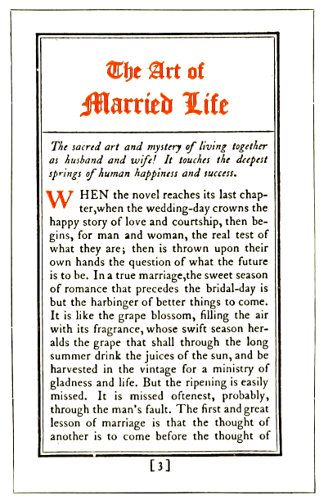 The Art of
Married Life
The sacred art and mystery of living together
as husband and wife! It touches the deepest
springs of human happiness and success.
WHEN the novel reaches its last chap-
ter,when the wedding-day crowns the
happy story of love and courtship, then be-
gins, for man and woman, the real test of
what they are; then is thrown upon their
own hands the question of what the future
is to be. In a true marriage,the sweet season
of romance that precedes the bridal-day is
but the harbinger of better things to come.
It is like the grape blossom, filling the air
with its fragrance, whose swift season her-
alds the grape that shall through the long
summer drink the juices of the sun, and be
harvested in the vintage for a ministry of
gladness and life. But the ripening is easily
missed. It is missed oftenest, probably,
through the man's fault. The first and great
lesson of marriage is that the thought of
another is to come before the thought of
[3]